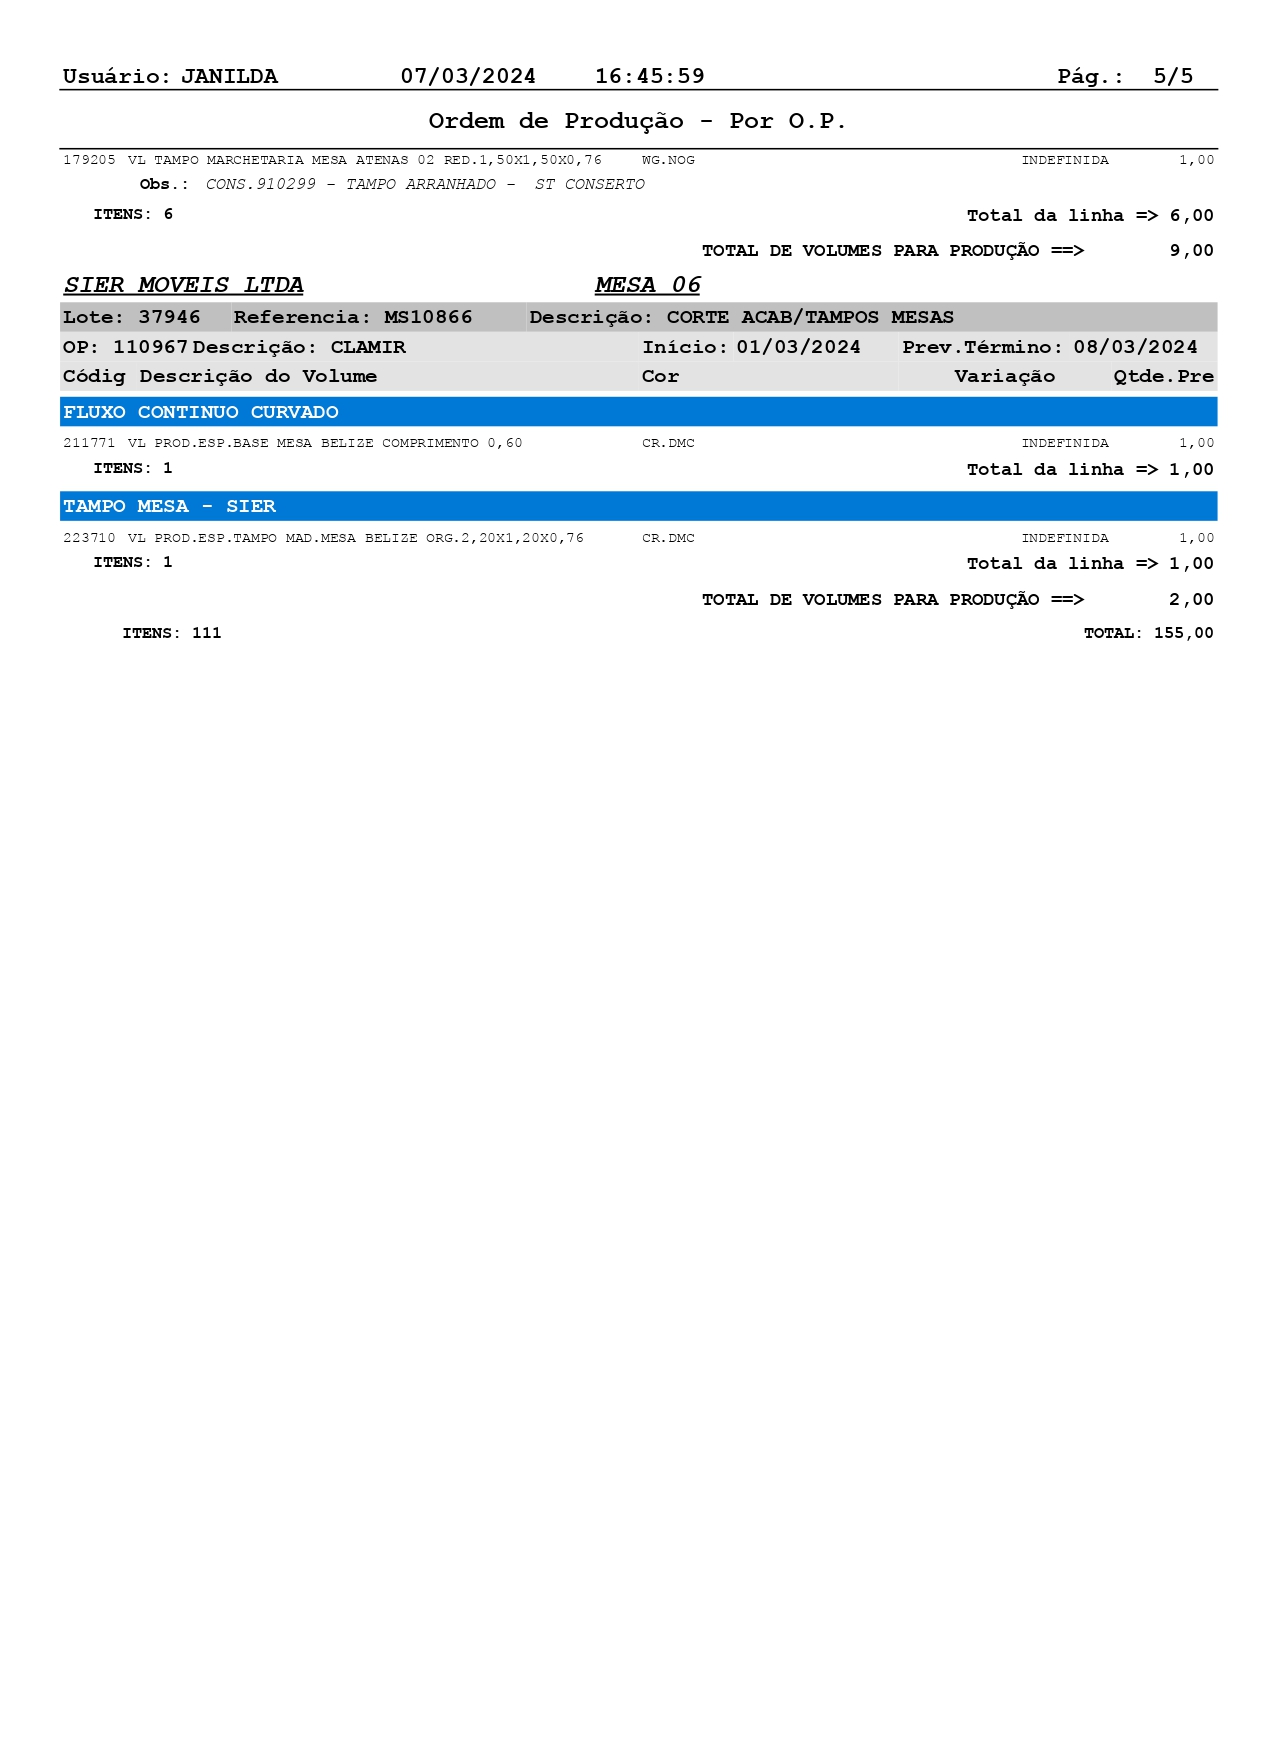 Usuário: JANILDA 07/03/2024 16:45:59 Pág.: 5/5
Ordem de Produção - Por O.P.
179205 VL TAMPO MARCHETARIA MESA ATENAS 02 RED.1,50X1,50X0,76 WG.NOG INDEFINIDA 1,00
Obs.: CONS.910299 - TAMPO ARRANHADO - ST CONSERTO
ITENS: 6 Total da linha => 6,00
TOTAL DE VOLUMES PARA PRODUÇÃO ==> 9,00
SIER MOVEIS LTDA MESA 06
Lote: 37946 Referencia: MS10866 Descrição: CORTE ACAB/TAMPOS MESAS
OP: 110967 Descrição: CLAMIR Início: 01/03/2024 Prev.Término: 08/03/2024
Códig Descrição do Volume Cor Variação Qtde.Pre
FLUXO CONTINUO CURVADO
211771 VL PROD.ESP.BASE MESA BELIZE COMPRIMENTO 0,60 CR.DMC INDEFINIDA 1,00
ITENS: 1 Total da linha => 1,00
TAMPO MESA - SIER
223710 VL PROD.ESP.TAMPO MAD.MESA BELIZE ORG.2,20X1,20X0,76 CR.DMC INDEFINIDA 1,00
ITENS: 1 Total da linha => 1,00
TOTAL DE VOLUMES PARA PRODUÇÃO ==> 2,00
ITENS: 111 TOTAL: 155,00